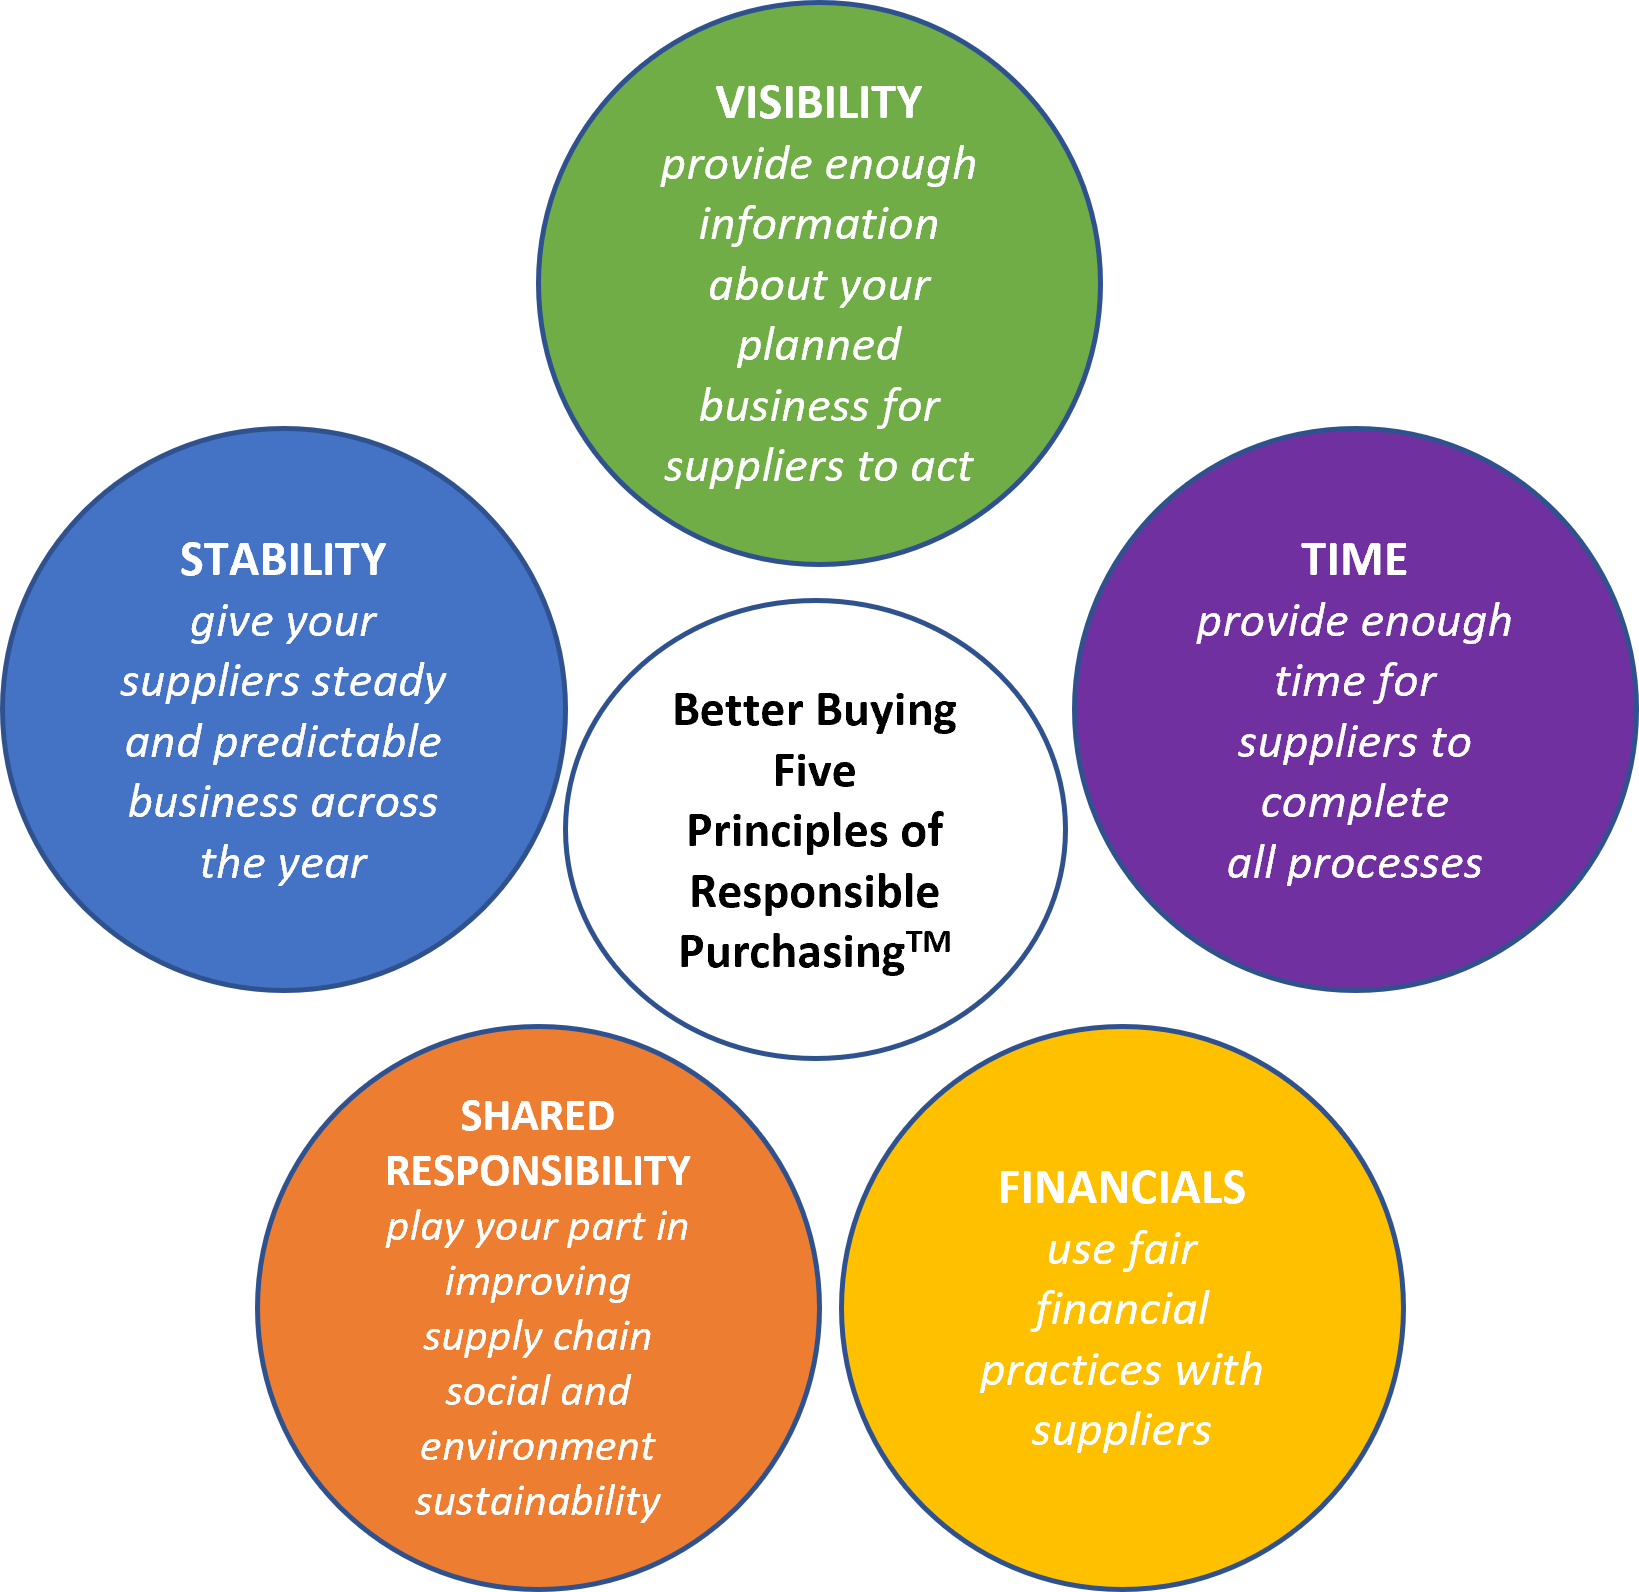 VISIBILITY
provide enough
information
about your
planned
business for
suppliers to act
STABILITY
give your
suppliers steady
and predictable
business across
the year
TIME
provide enough
time for
suppliers to
complete
all processes
Better Buying
Five
Principles of
Responsible
Purchasing™
SHARED
RESPONSIBILITY
play your part in
improving
supply chain
social and
environment
sustainability
FINANCIALS
use fair
financial
practices with
suppliers